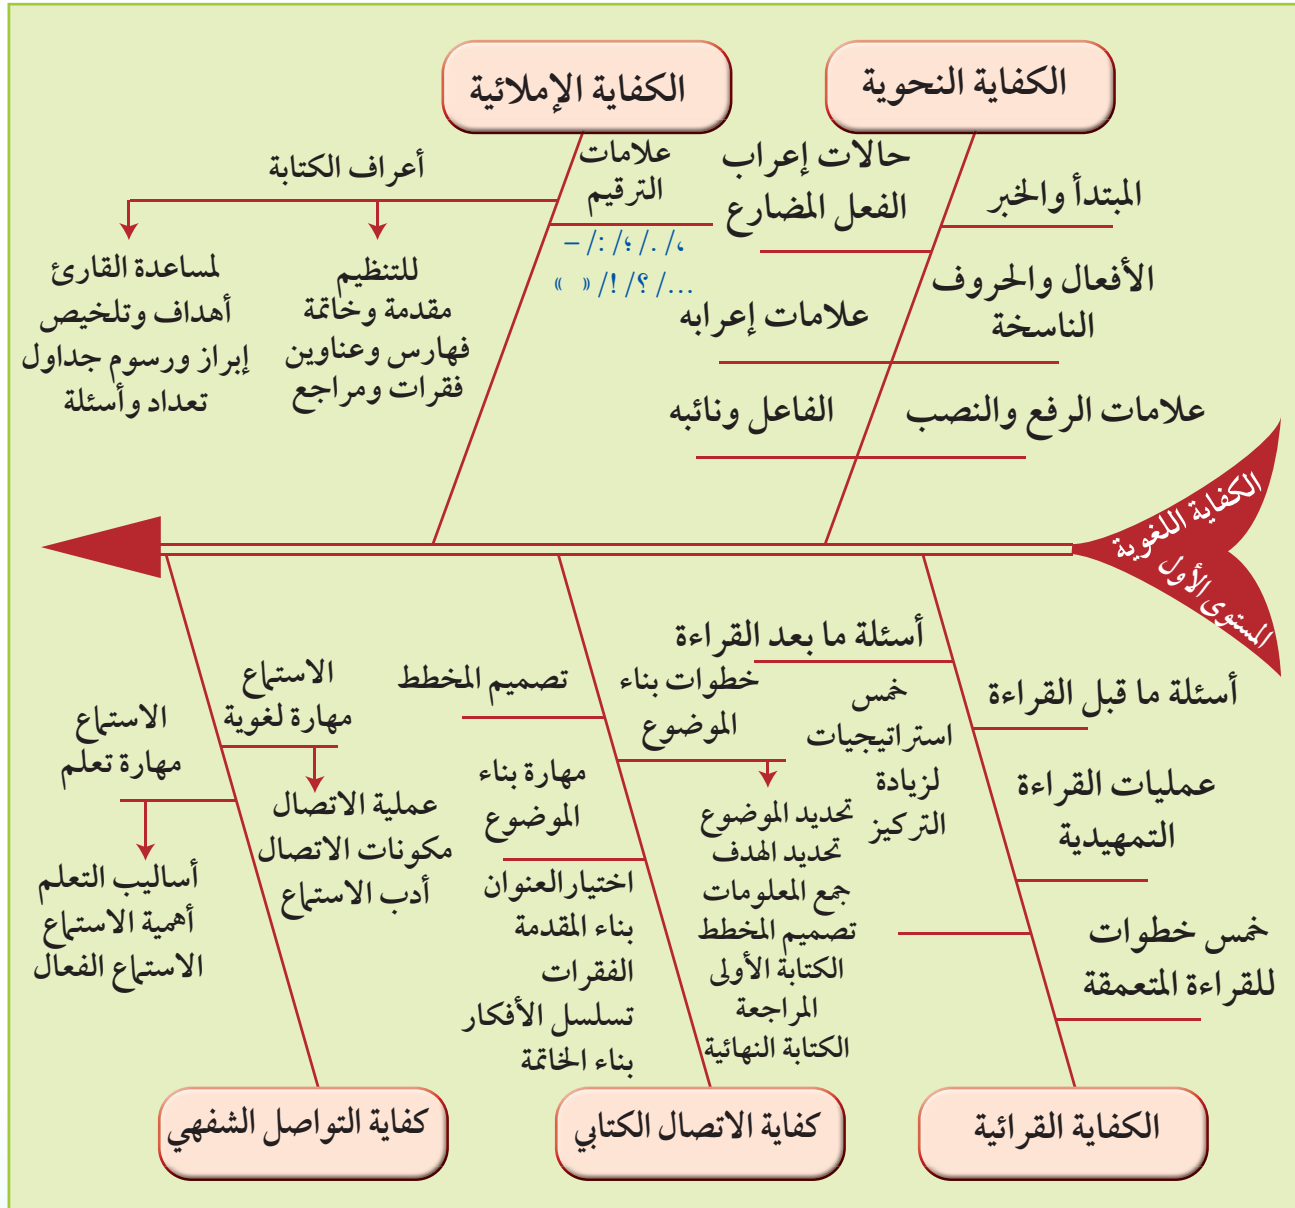 الكفاية النحوية
المبتدأ والخبر
الأفعال والحروف
الناسخة
علامات الرفع والنصب
حالات إعراب
الفعل المضارع
علامات إعرابه
الفاعل ونائبه
الكفاية الإملائية
علامات
الترقيم
،/ ./ ؛/ :/ –
.../ ؟/ !/ « »
أعراف الكتابة
للتنظيم
مقدمة وخاتمة
فهارس وعناوين
فقرات ومراجع
لمساعدة القارئ
أهداف وتلخيص
إبراز ورسوم جداول
تعداد وأسئلة
الكفاية اللغوية
المستوى الأول
أسئلة ما قبل القراءة
عمليات القراءة
التمهيدية
خمس خطوات
للقراءة المتعمقة
أسئلة ما بعد القراءة
خمس
استراتيجيات
لزيادة
التركيز
الكفاية القرائية
خطوات بناء
الموضوع
تحديد الموضوع
تحديد الهدف
جمع المعلومات
تصميم المخطط
الكتابة الأولى
المراجعة
الكتابة النهائية
تصميم المخطط
مهارة بناء
الموضوع
اختيارالعنوان
بناء المقدمة
الفقرات
تسلسل الأفكار
بناء الخاتمة
كفاية الاتصال الكتابي
الاستماع
مهارة لغوية
عملية الاتصال
مكونات الاتصال
أدب الاستماع
الاستماع
مهارة تعلم
أساليب التعلم
أهمية الاستماع
الاستماع الفعال
كفاية التواصل الشفهي